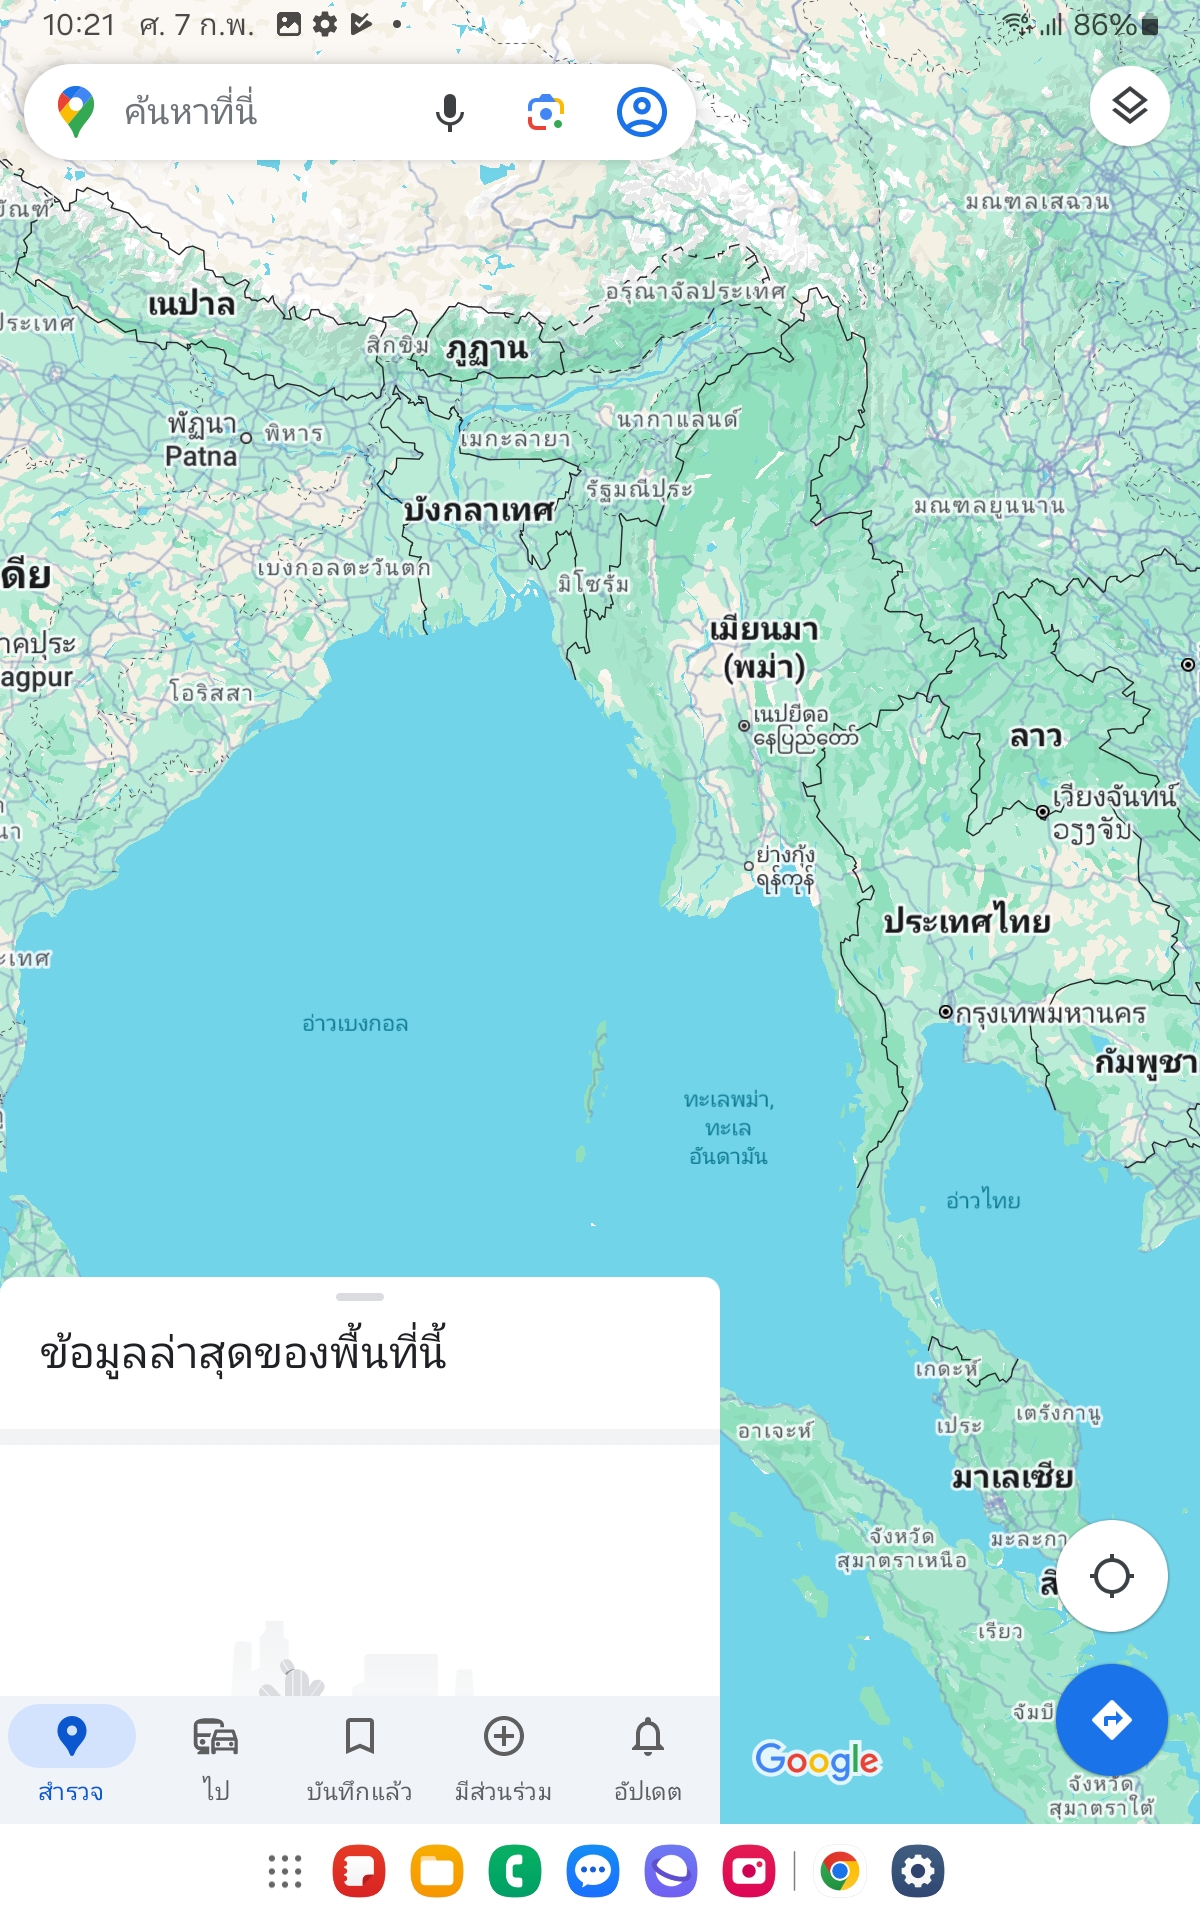 10:21 ศ. 7 ก.พ.
86%
ค้นหาที่นี่
มณฑลเสฉวน
อรุณาจัลประเทศ
เนปาล
สิกขิม
ภูฏาน
พัฏนา
Patna
พิหาร
นากาแลนด์
เมฆะลายา
รัฐมณีปุระ
บังกลาเทศ
มณฑลยูนนาน
เบงกอลตะวันตก
มิโซรัม
เมียนมา
(พม่า)
โอริสสา
เนปยีดอ
နေပြည်တော်
ลาว
เวียงจันทน์
ວຽງຈັນ
ย่างกุ้ง
ရန်ကုန်
ประเทศไทย
กรุงเทพมหานคร
กัมพูชา
อ่าวเบงกอล
ทะเลพม่า,
ทะเล
อันดามัน
อ่าวไทย
ข้อมูลล่าสุดของพื้นที่นี้
เกดะห์
เประ
เตรังกานู
อาเจะห์
มาเลเซีย
จังหวัด
สุมาตราเหนือ
มะละกา
เรียว
จัมบี
จังหวัด
สุมาตราใต้
Google
สำรวจ
ไป
บันทึกแล้ว
มีส่วนร่วม
อัปเดต